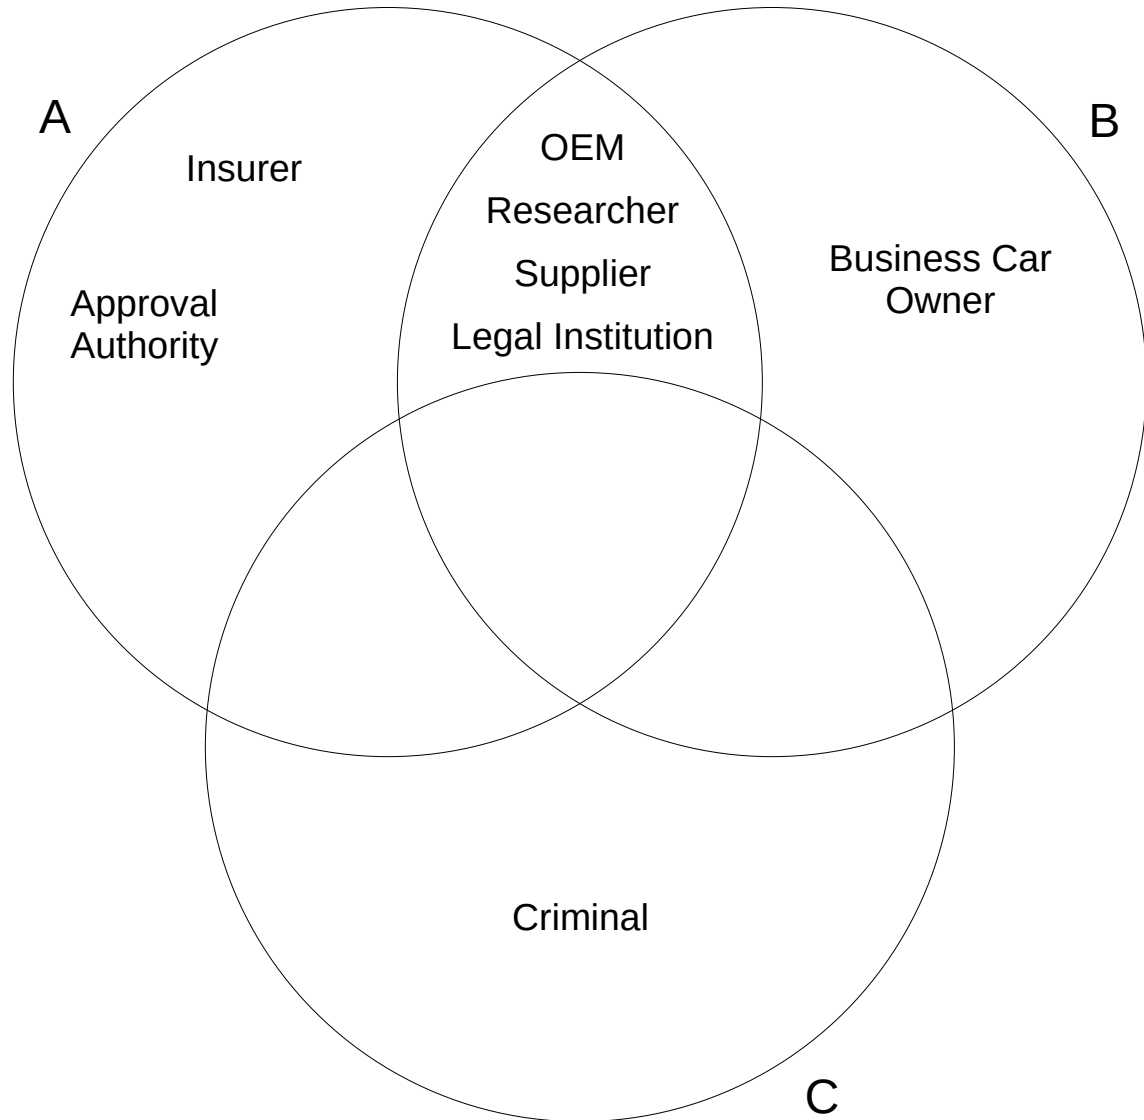 A
B
Insurer
OEM
Researcher
Supplier
Legal Institution
Business Car
Owner
Approval
Authority
Criminal
C